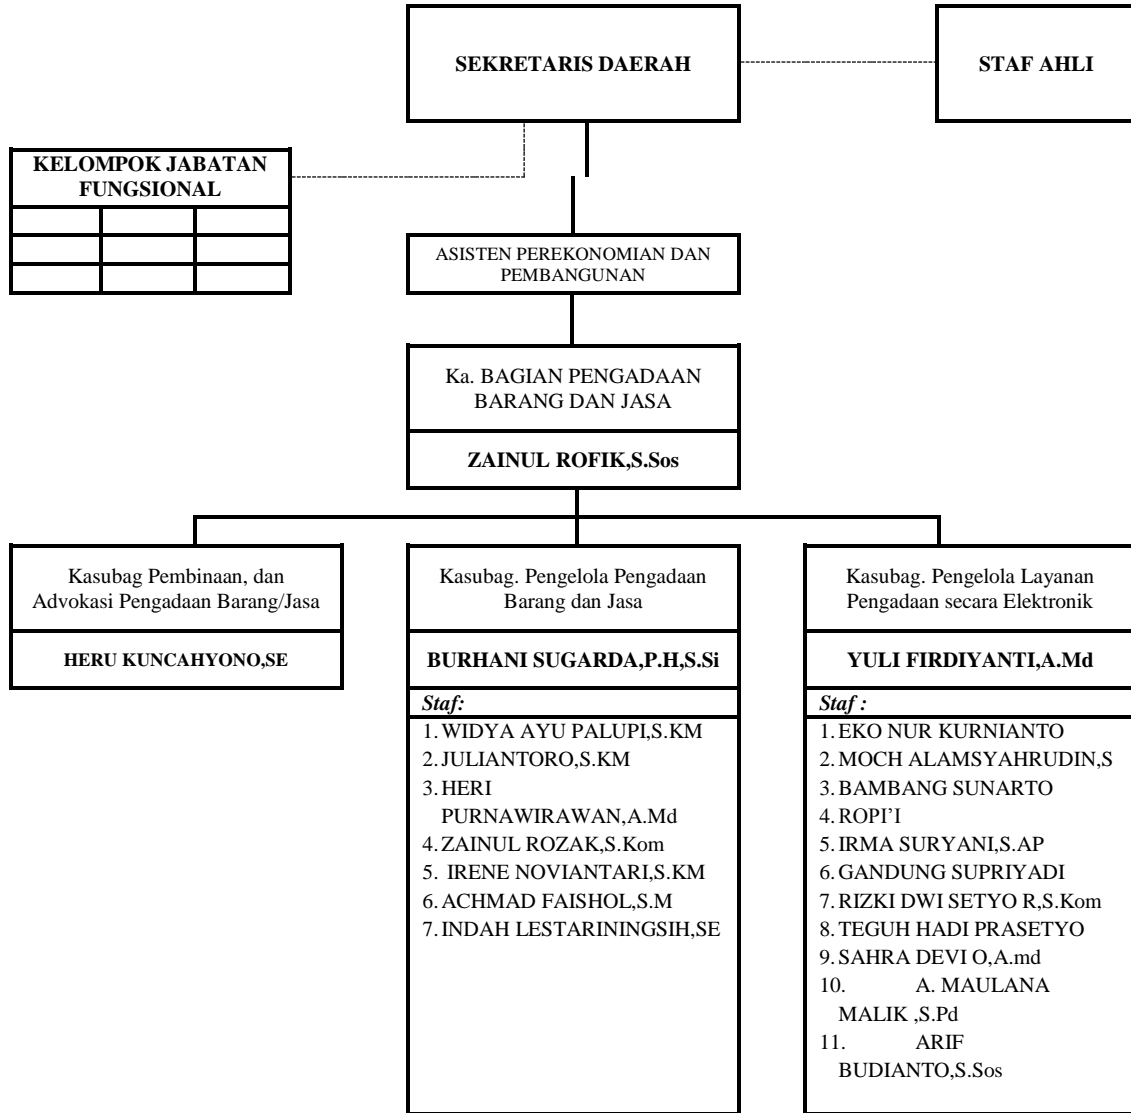 SEKRETARIS DAERAH
STAF AHLI
KELOMPOK JABATAN
FUNGSIONAL
ASISTEN PEREKONOMIAN DAN
PEMBANGUNAN
Ka. BAGIAN PENGADAAN
BARANG DAN JASA
ZAINUL ROFIK,S.Sos
Kasubag Pembinaan, dan
Advokasi Pengadaan Barang/Jasa
HERU KUNCAHYONO,SE
Kasubag. Pengelola Pengadaan
Barang dan Jasa
BURHANI SUGARDA,P.H,S.Si
Staf:
1. WIDYA AYU PALUPI,S.KM
2. JULIANTORO,S.KM
3. HERI
PURNAWIRAWAN,A.Md
4. ZAINUL ROZAK,S.Kom
5. IRENE NOVIANTARI,S.KM
6. ACHMAD FAISHOL,S.M
7. INDAH LESTARININGSIH,SE
Kasubag. Pengelola Layanan
Pengadaan secara Elektronik
YULI FIRDIYANTI,A.Md
Staf :
1. EKO NUR KURNIANTO
2. MOCH ALAMSYAHRUDIN,S
3. BAMBANG SUNARTO
4. ROPI’I
5. IRMA SURYANI,S.AP
6. GANDUNG SUPRIYADI
7. RIZKI DWI SETYO R,S.Kom
8. TEGUH HADI PRASETYO
9. SAHRA DEVI O,A.md
10. A. MAULANA
MALIK ,S.Pd
11. ARIF
BUDIANTO,S.Sos